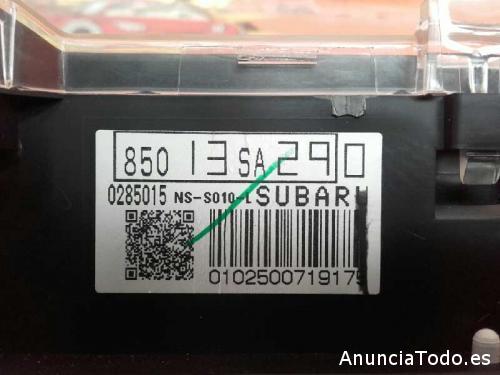 85013SA290
0285015 NS-S010-L SUBARU
010250071917
AnunciaTodo.es